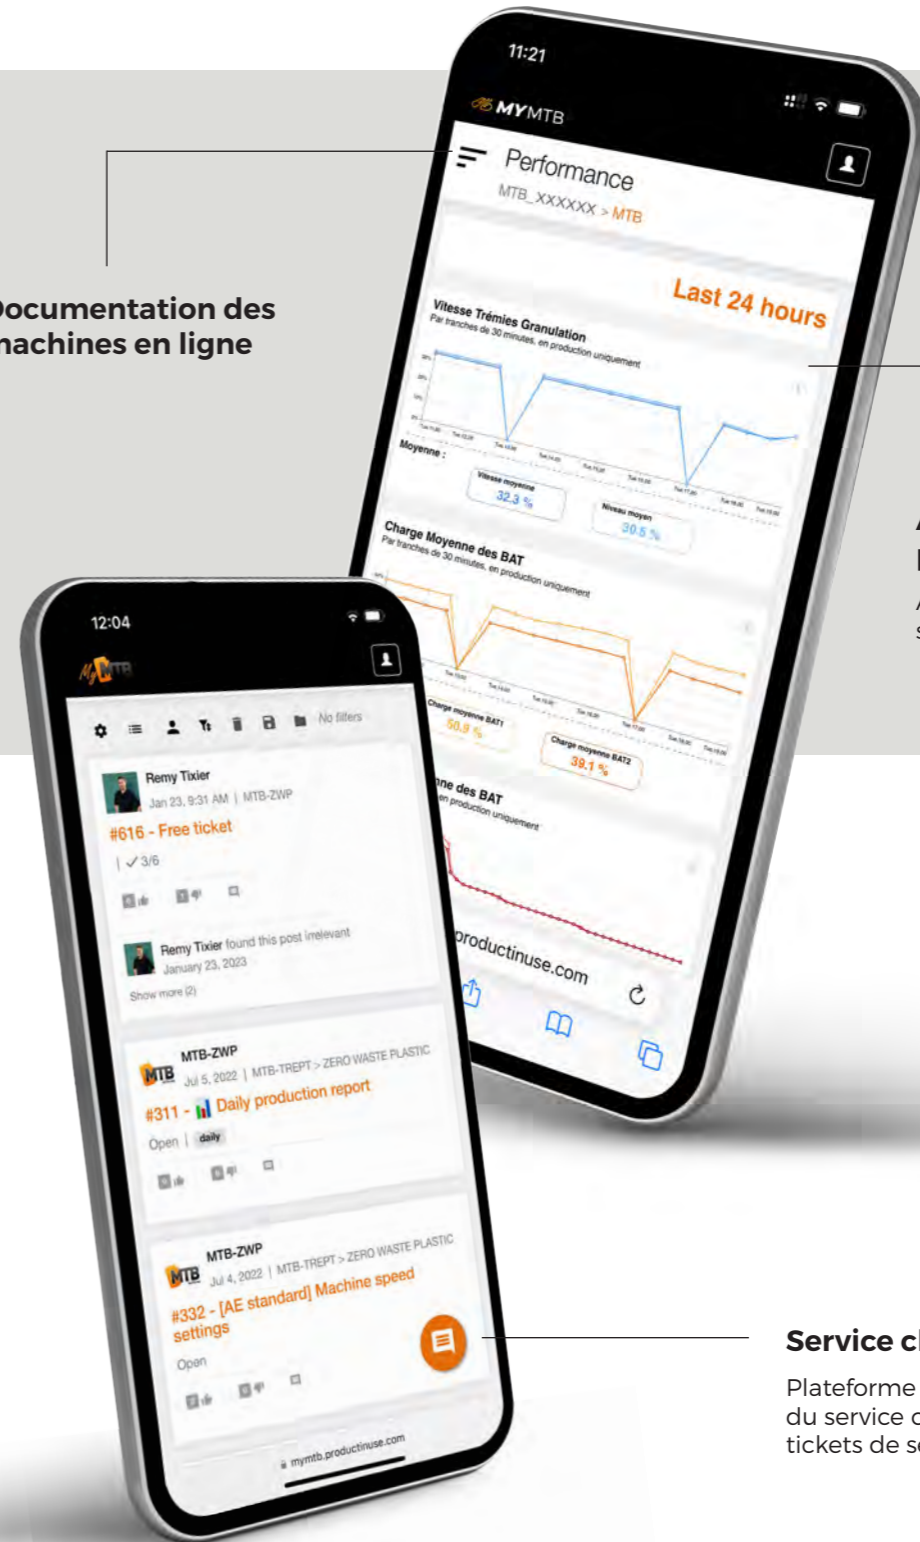 11:21
MYMTB
Performance
MTB_XXXXXX > MTB
Last 24 hours
Vitesse Trémies Granulation
Par tranches de 30 minutes, en production uniquement
Moyenne :
Vitesse moyenne
32.3 %
Niveau moyen
30.5 %
Charge Moyenne des BAT
Par tranches de 30 minutes, en production uniquement
Charge moyenne BAT1
50.9 %
Charge moyenne BAT2
39.1 %
nne des BAT
en production uniquement
productinuse.com
Documentation des
machines en ligne
12:04
My MTB
No filters
Remy Tixier
Jan 23, 9:31 AM | MTB-ZWP
#616 - Free ticket
| ✓ 3/6
Remy Tixier found this post irrelevant
January 23, 2023
Show more (2)
MTB-ZWP
MTB
Jul 5, 2022 | MTB-TREPT > ZERO WASTE PLASTIC
#311 - Daily production report
Open | daily
MTB-ZWP
MTB
Jul 4, 2022 | MTB-TREPT > ZERO WASTE PLASTIC
#332 - [AE standard] Machine speed
settings
Open
mymtb.productinuse.com
Service cl
Plateforme
du service c
tickets de se